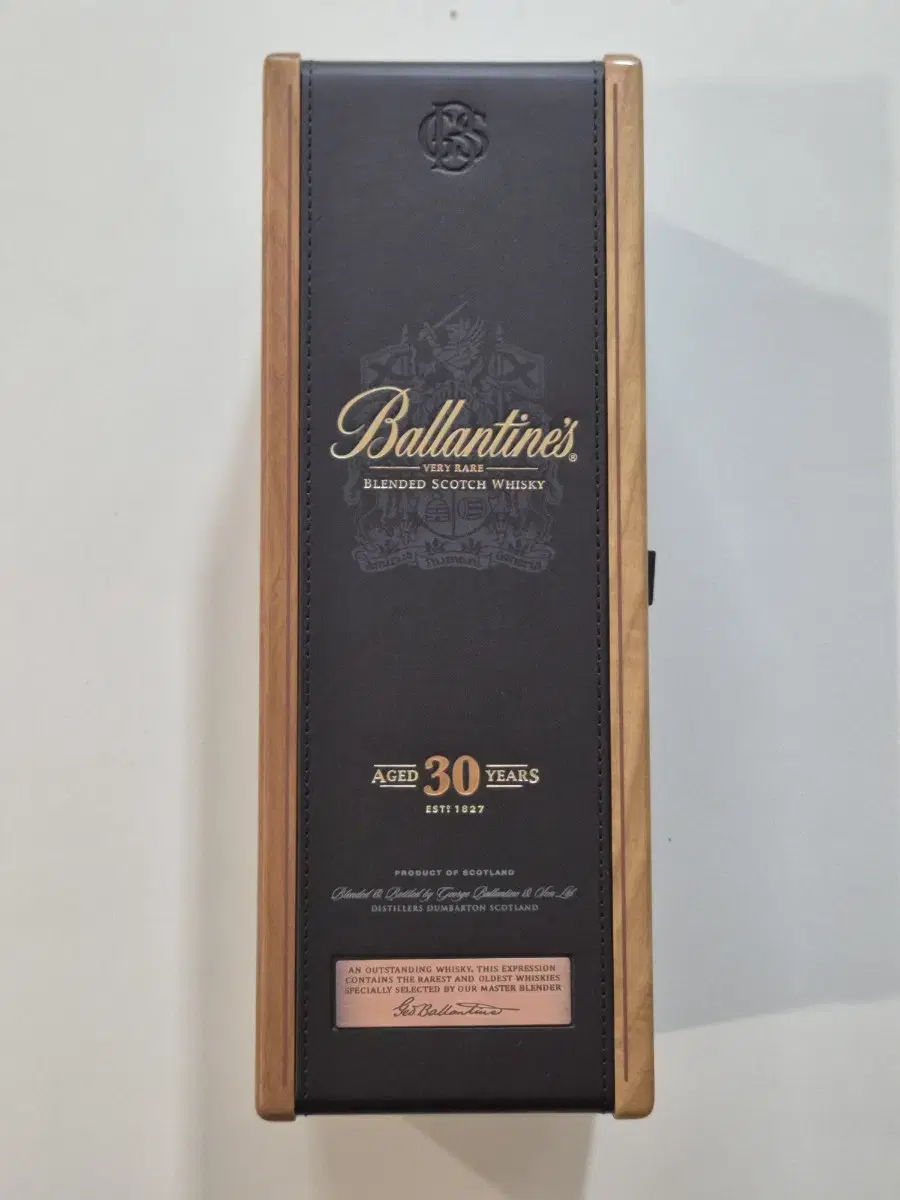 GBS
Ballantine's®
VERY RARE
BLENDED SCOTCH WHISKY
AGED 30 YEARS
ESTD 1827
PRODUCT OF SCOTLAND
Blended & Bottled by George Ballantine & Son Ltd
DISTILLERS DUMBARTON SCOTLAND
AN OUTSTANDING WHISKY, THIS EXPRESSION
CONTAINS THE RAREST AND OLDEST WHISKIES
SPECIALLY SELECTED BY OUR MASTER BLENDER
Geo Ballantine